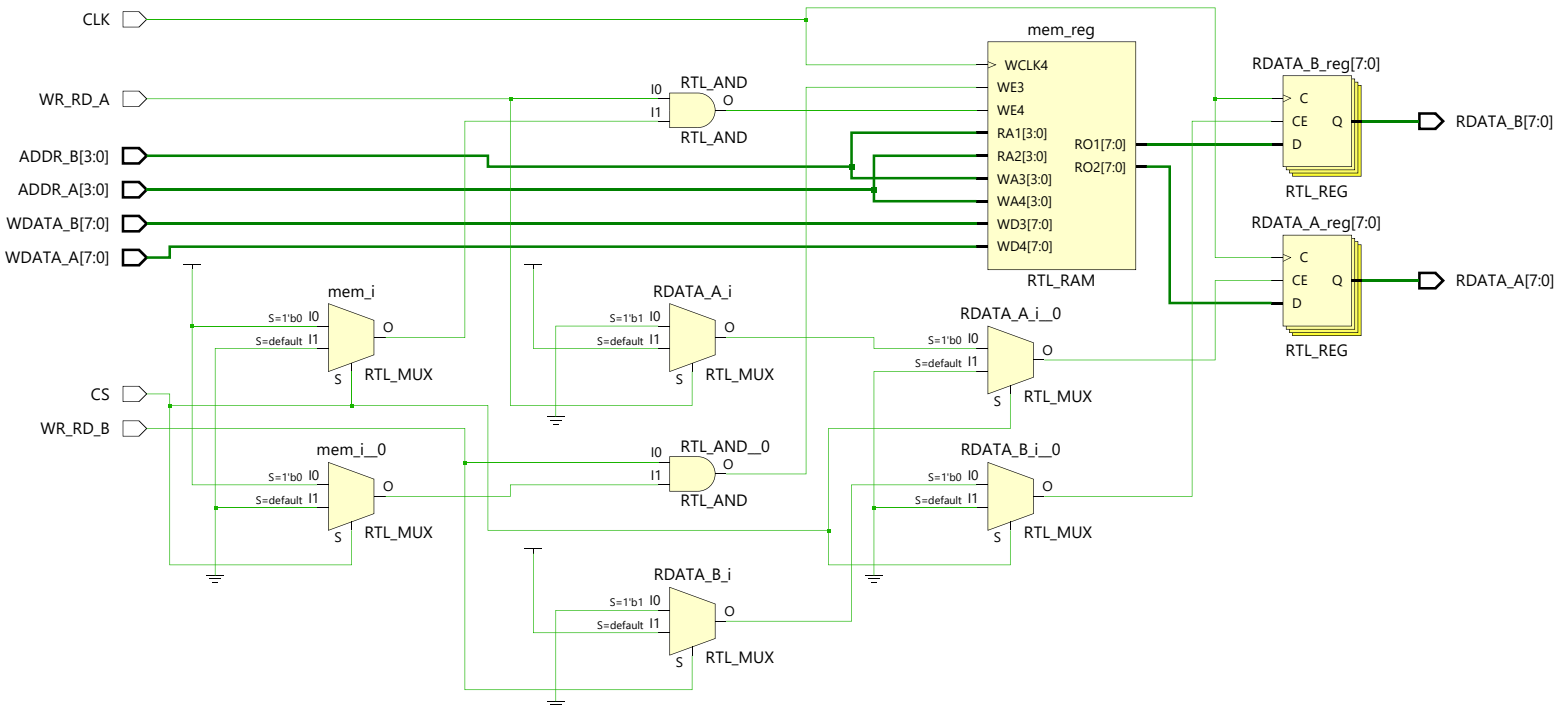 CLK
WR_RD_A
ADDR_B[3:0]
ADDR_A[3:0]
WDATA_B[7:0]
WDATA_A[7:0]
CS
WR_RD_B
mem_i
S=1'b0 I0
S=default I1
O
S
RTL_MUX
mem_i__0
S=1'b0 I0
S=default I1
O
S
RTL_MUX
RTL_AND
I0
I1
O
RTL_AND
RDATA_A_i
S=1'b1 I0
S=default I1
O
S
RTL_MUX
RTL_AND__0
I0
I1
O
RTL_AND
RDATA_B_i
S=1'b1 I0
S=default I1
O
S
RTL_MUX
mem_reg
WCLK4
WE3
WE4
RA1[3:0]
RA2[3:0]
WA3[3:0]
WA4[3:0]
WD3[7:0]
WD4[7:0]
RO1[7:0]
RO2[7:0]
RTL_RAM
RDATA_A_i__0
S=1'b0 I0
S=default I1
O
S
RTL_MUX
RDATA_B_i__0
S=1'b0 I0
S=default I1
O
S
RTL_MUX
RDATA_B_reg[7:0]
C
CE
D
Q
RTL_REG
RDATA_A_reg[7:0]
C
CE
D
Q
RTL_REG
RDATA_B[7:0]
RDATA_A[7:0]